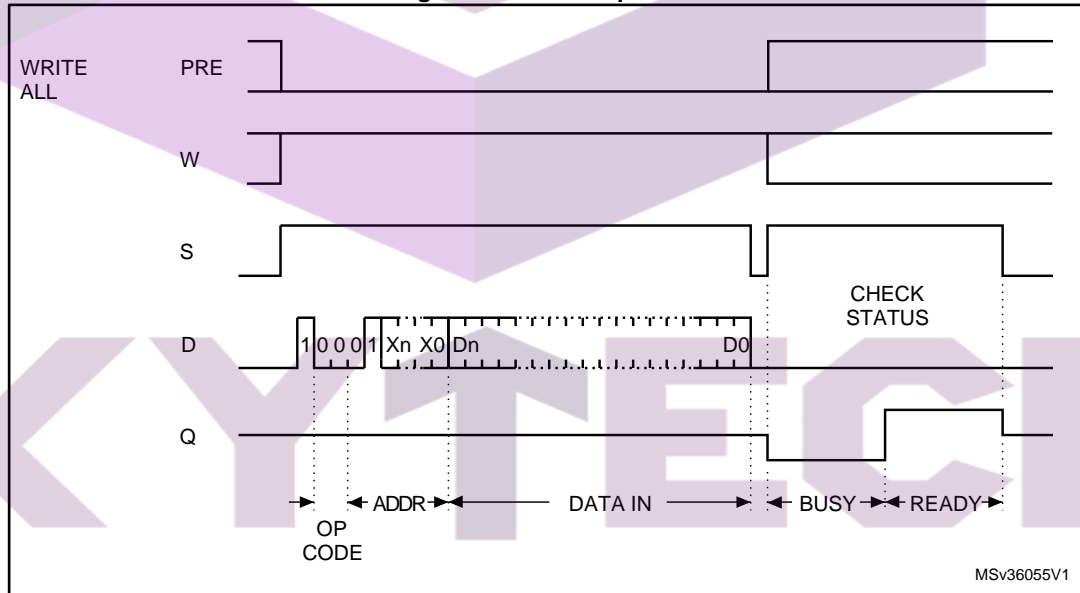 WRITE ALL
PRE
W
S
CHECK STATUS
D
1 0 0 0 1 Xn X0 Dn D0
Q
ADDR DATA IN BUSY READY
OP CODE
MSv36055V1
KYTECH